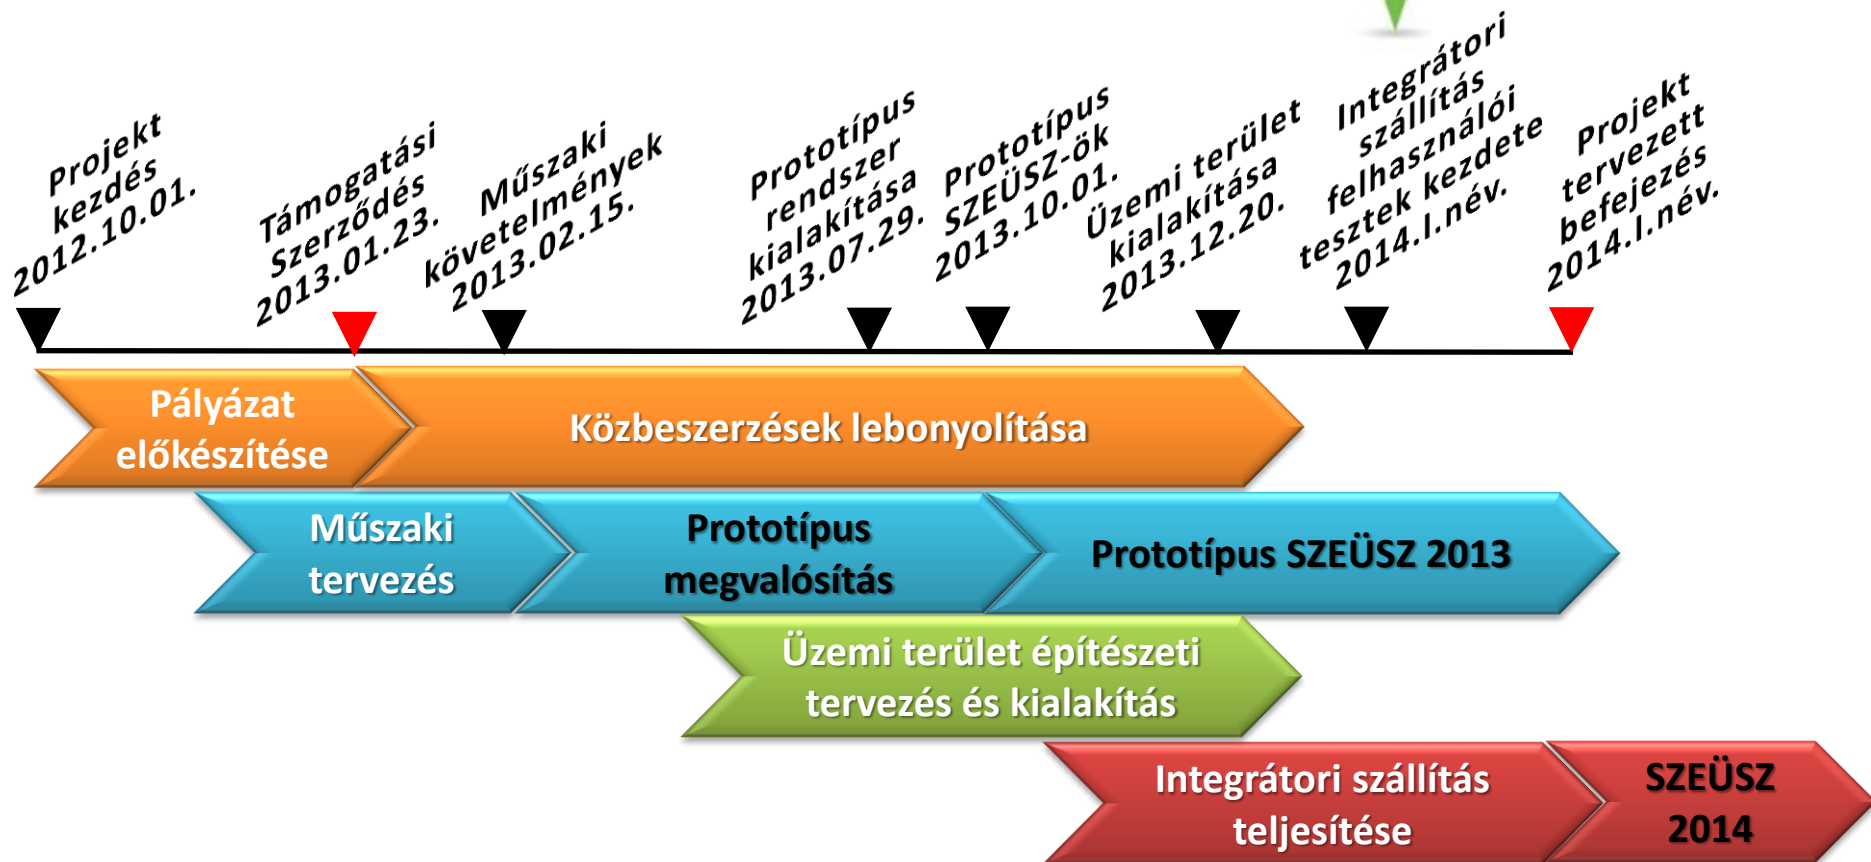 Projekt
kezdés
2012.10.01.
Támogatási
Szerződés
2013.01.23.
Műszaki
követelmények
2013.02.15.
Prototípus
rendszer
kialakítása
2013.07.29.
Prototípus
SZEÜSZ-ök
2013.10.01.
Üzemi terület
kialakítása
2013.12.20.
Integrátori
szállítás
felhasználói
tesztek kezdete
2014.I.név.
Projekt
tervezett
befejezés
2014.I.név.
Pályázat
előkészítése
Közbeszerzések lebonyolítása
Műszaki
tervezés
Prototípus
megvalósítás
Prototípus SZEÜSZ 2013
Üzemi terület építészeti
tervezés és kialakítás
Integrátori szállítás
teljesítése
SZEÜSZ
2014